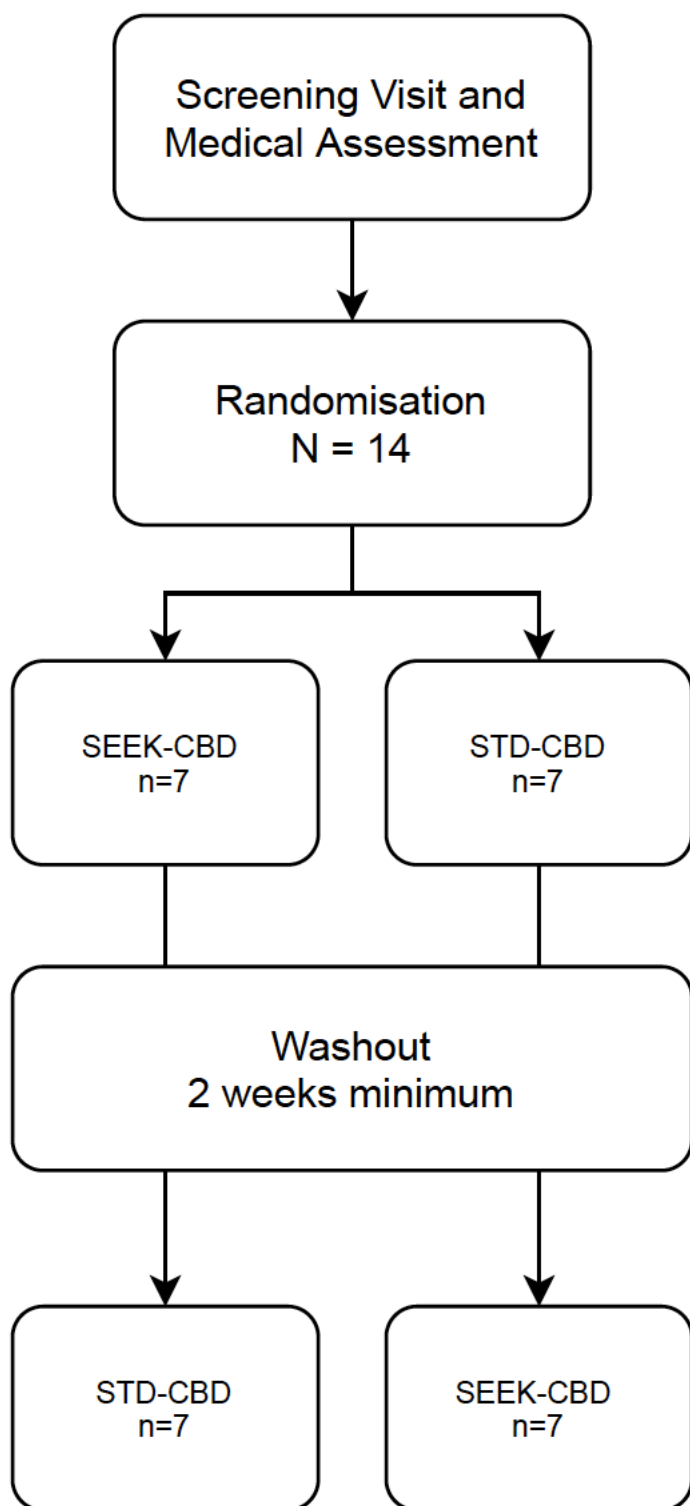 Screening Visit and
Medical Assessment
Randomisation
N = 14
SEEK-CBD
n=7
STD-CBD
n=7
Washout
2 weeks minimum
STD-CBD
n=7
SEEK-CBD
n=7